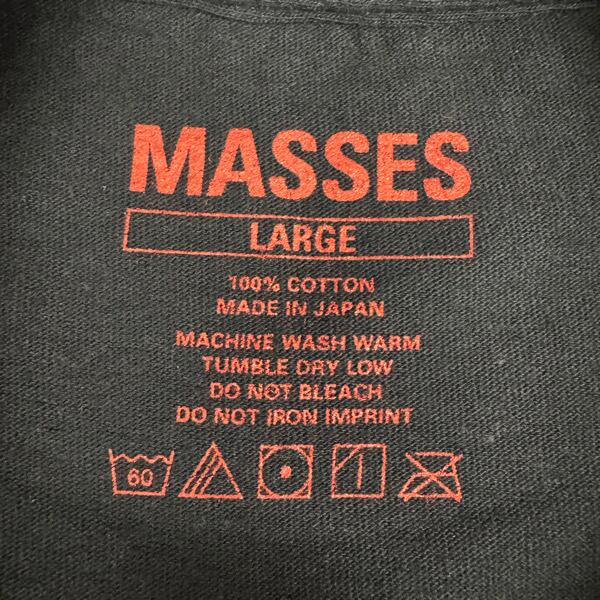 MASSES
LARGE
100% COTTON
MADE IN JAPAN
MACHINE WASH WARM
TUMBLE DRY LOW
DO NOT BLEACH
DO NOT IRON IMPRINT
60